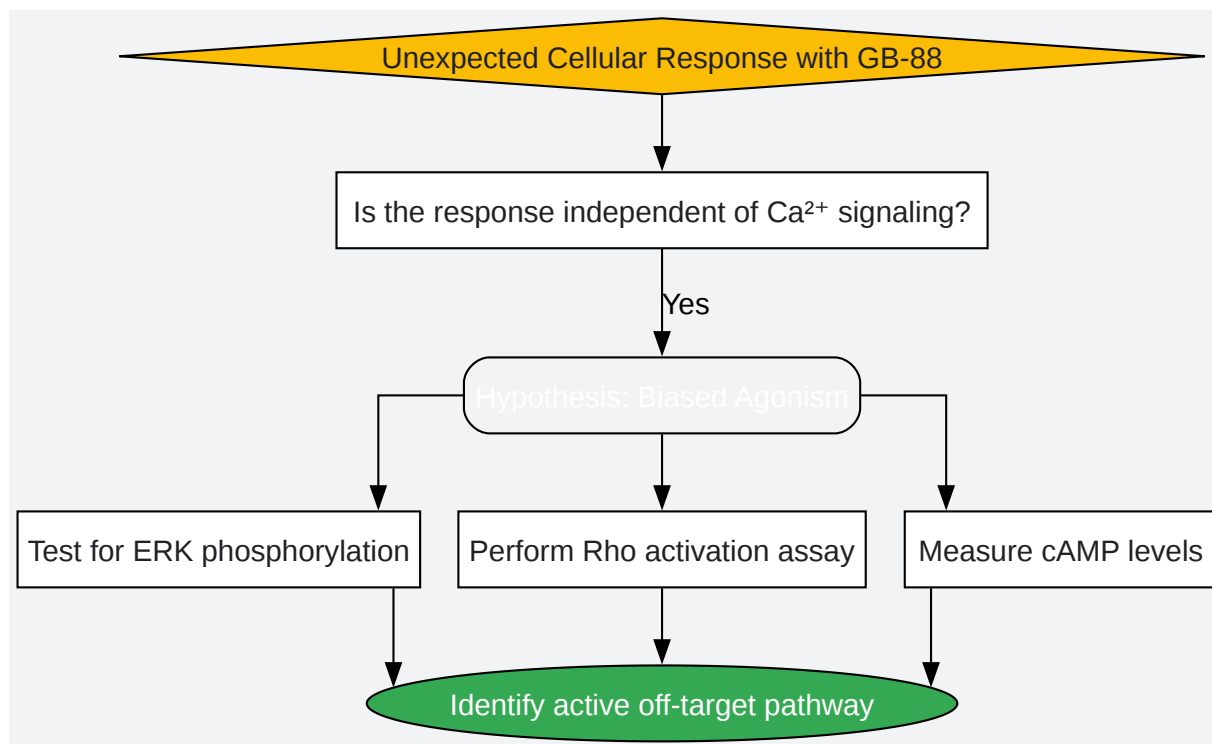 Unexpected Cellular Response with GB-88
Is the response independent of Ca²⁺ signaling?
Yes
Hypothesis: Biased Agonism
Test for ERK phosphorylation
Perform Rho activation assay
Measure cAMP levels
Identify active off-target pathway